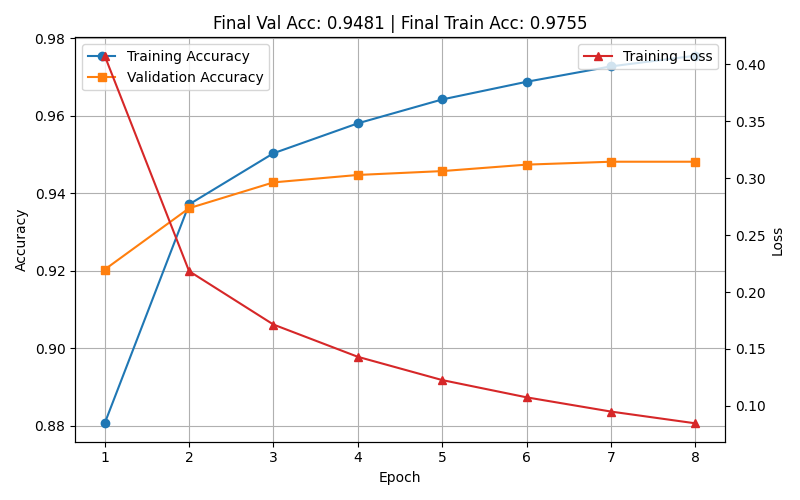 Final Val Acc: 0.9481 | Final Train Acc: 0.9755
Training Accuracy
Validation Accuracy
Training Loss
0.98
0.96
0.94
0.92
0.90
0.88
Accuracy
0.40
0.35
0.30
0.25
0.20
0.15
0.10
Loss
1 2 3 4 5 6 7 8
Epoch